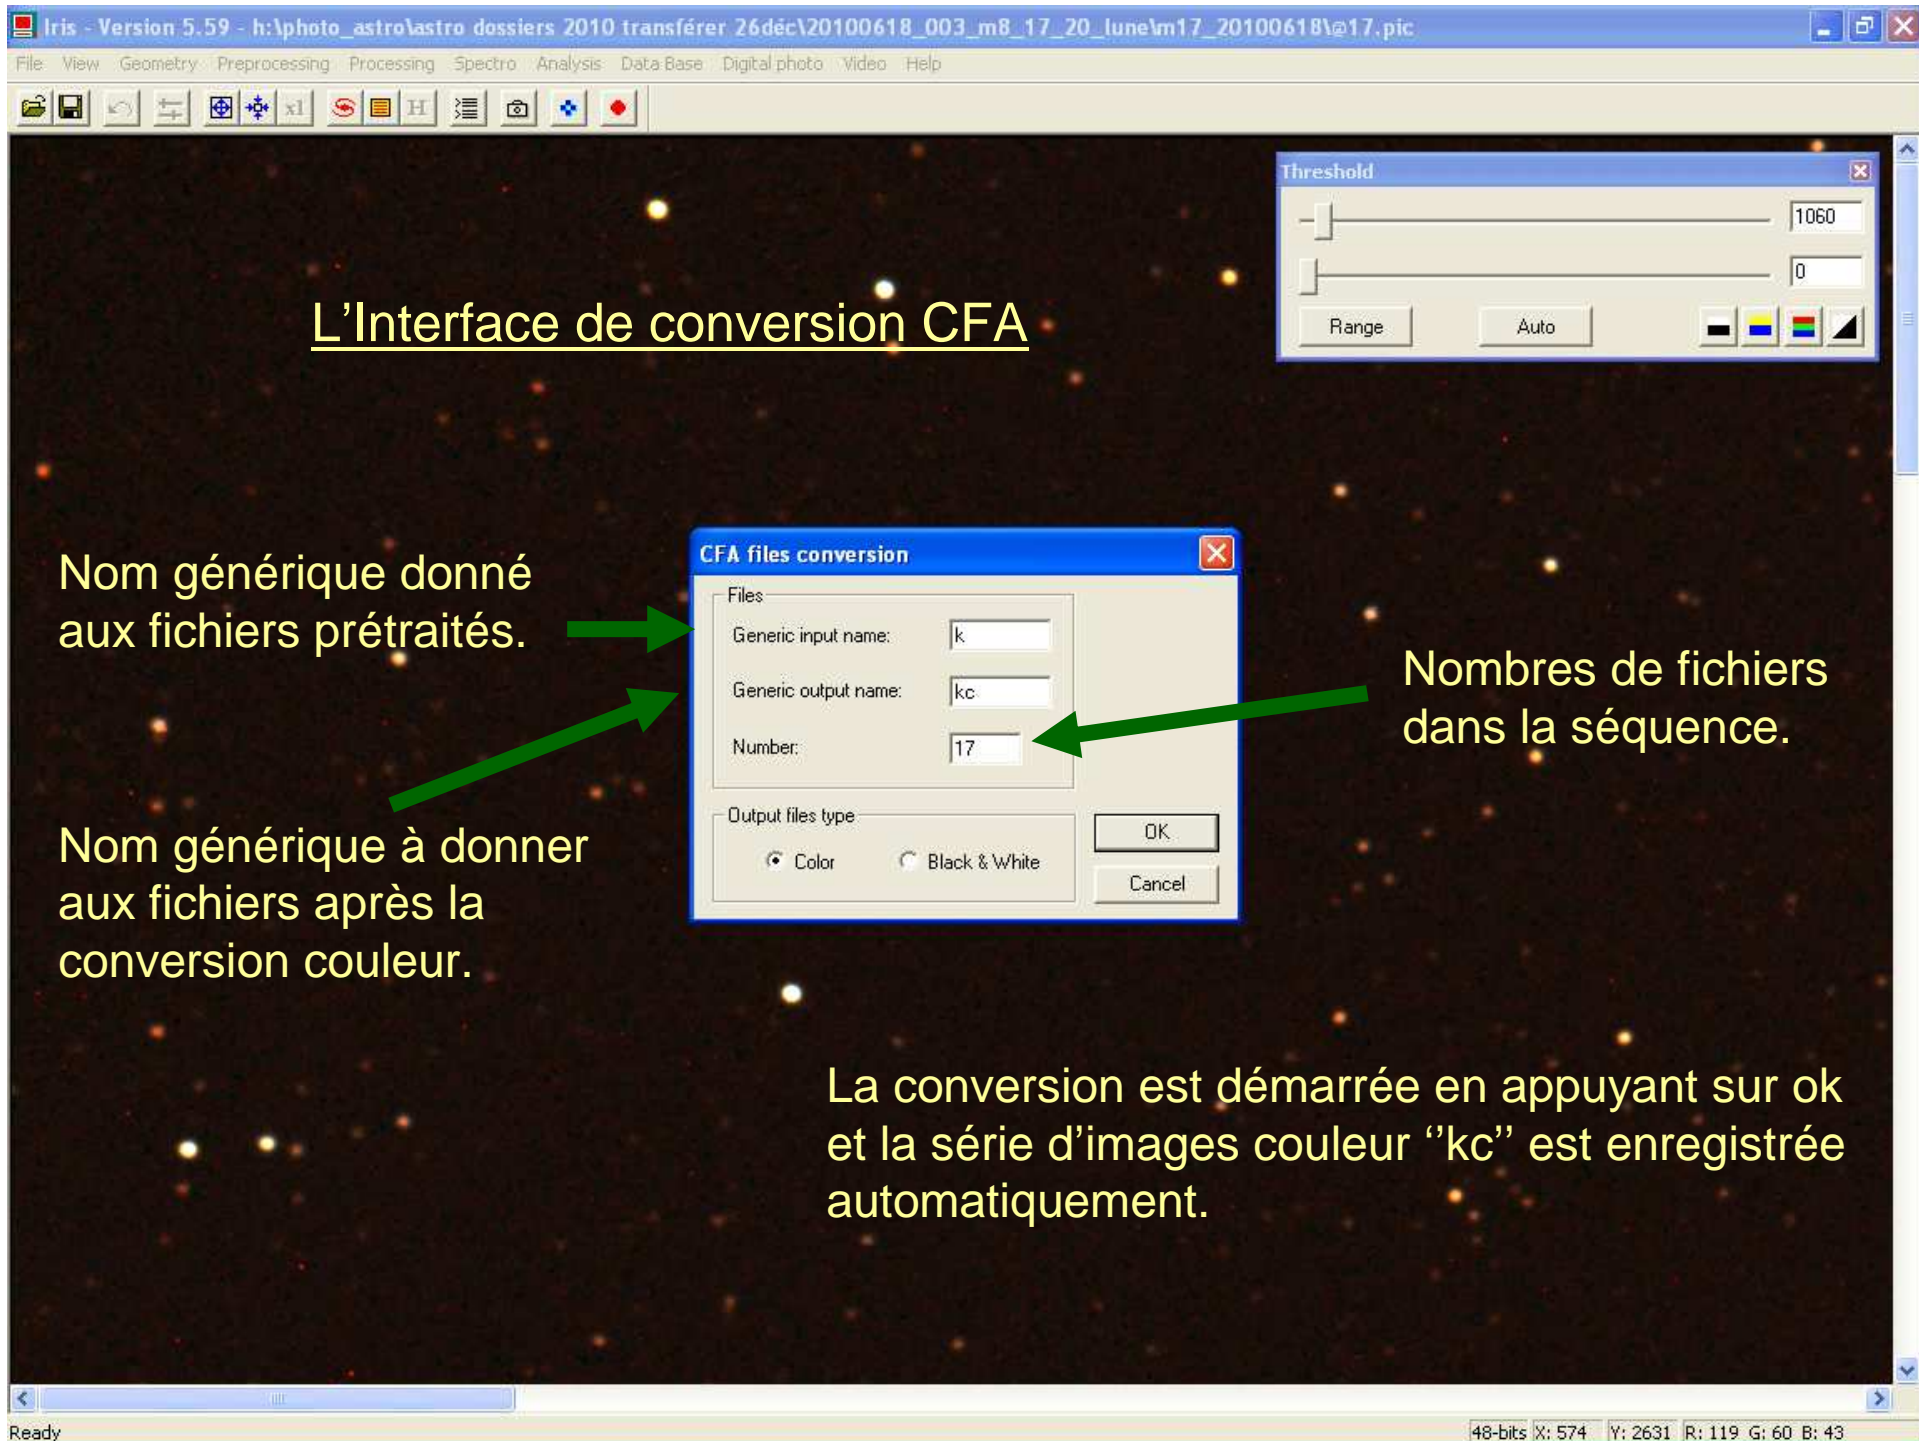 Iris - Version 5.59 - h:\photo_astro\astro dossiers 2010 transférer 26déc\20100618_003_m8_17_20_lune\m17_20100618\@17.pic
File View Geometry Preprocessing Processing Spectro Analysis Data Base Digital photo Video Help
x1 H
Threshold
1060
0
Range Auto
L'Interface de conversion CFA
Nom générique donné
aux fichiers prétraités.
CFA files conversion
Files
Generic input name: k
Generic output name: kc
Number: 17
Output files type
Color Black & White
OK
Cancel
Nombres de fichiers
dans la séquence.
Nom générique à donner
aux fichiers après la
conversion couleur.
La conversion est démarrée en appuyant sur ok
et la série d'images couleur ‘’kc’’ est enregistrée
automatiquement.
Ready
48-bits X: 574 Y: 2631 R: 119 G: 60 B: 43